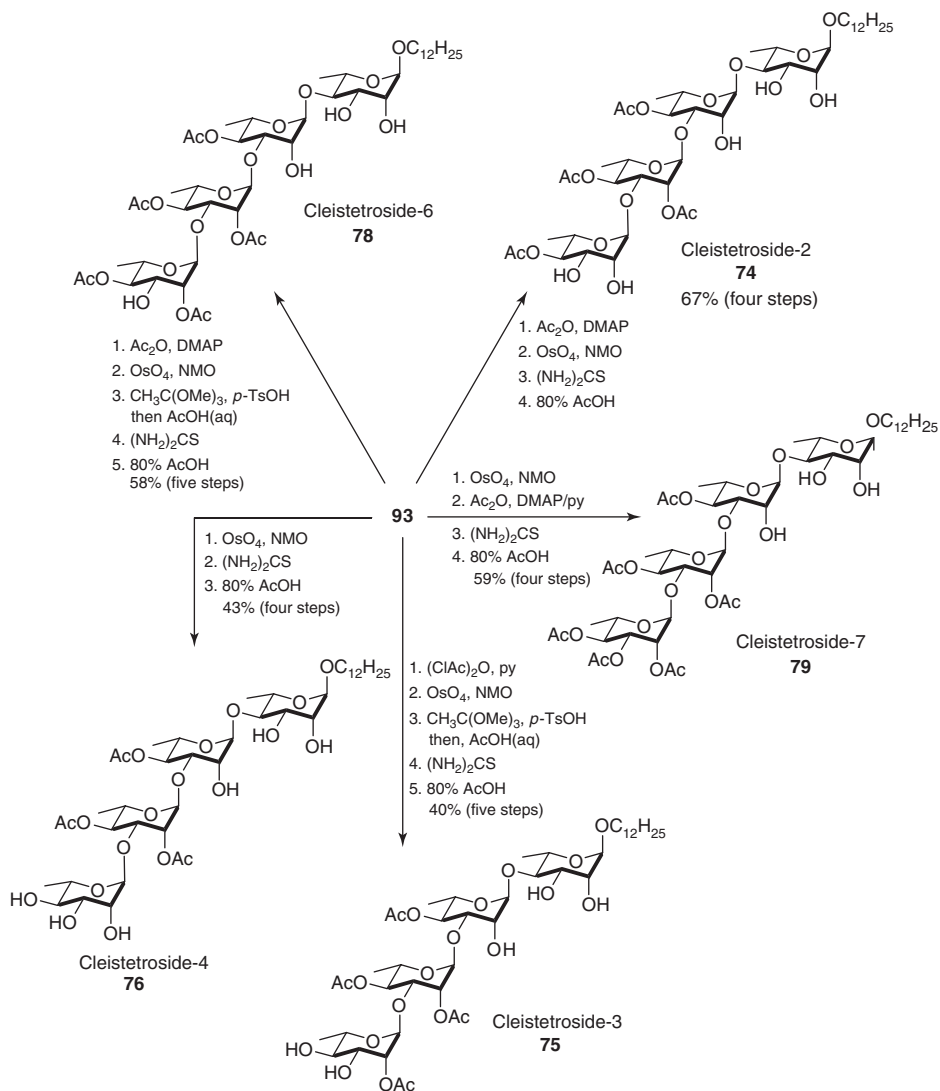 OC12H25
O
O
HO
OH
AcO
O
O
OH
O
AcO
O
OAc
AcO
O
HO
OAc
Cleistetroside-6
78
1. Ac2O, DMAP
2. OsO4, NMO
3. CH3C(OMe)3, p-TsOH
then AcOH(aq)
4. (NH2)2CS
5. 80% AcOH
58% (five steps)
OC12H25
O
O
HO
OH
AcO
O
O
OH
AcO
O
O
OAc
AcO
O
HO
OH
Cleistetroside-2
74
67% (four steps)
1. Ac2O, DMAP
2. OsO4, NMO
3. (NH2)2CS
4. 80% AcOH
93
1. OsO4, NMO
2. Ac2O, DMAP/py
3. (NH2)2CS
4. 80% AcOH
59% (four steps)
OC12H25
O
O
HO
OH
AcO
O
O
OH
AcO
O
O
OAc
AcO
O
AcO
OAc
Cleistetroside-7
79
1. OsO4, NMO
2. (NH2)2CS
3. 80% AcOH
43% (four steps)
OC12H25
O
O
HO
OH
AcO
O
O
OH
AcO
O
O
OAc
HO
O
HO
OH
Cleistetroside-4
76
1. (ClAc)2O, py
2. OsO4, NMO
3. CH3C(OMe)3, p-TsOH
then, AcOH(aq)
4. (NH2)2CS
5. 80% AcOH
40% (five steps)
OC12H25
O
O
HO
OH
AcO
O
O
OH
AcO
O
O
OAc
HO
O
HO
OAc
Cleistetroside-3
75